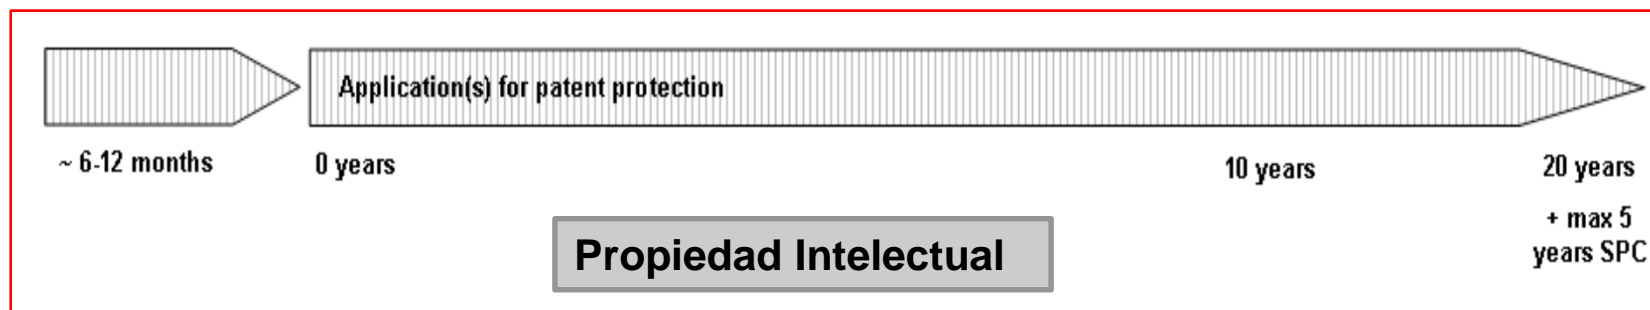 Application(s) for patent protection
~ 6-12 months
0 years
10 years
20 years
+ max 5
years SPC
Propiedad Intelectual